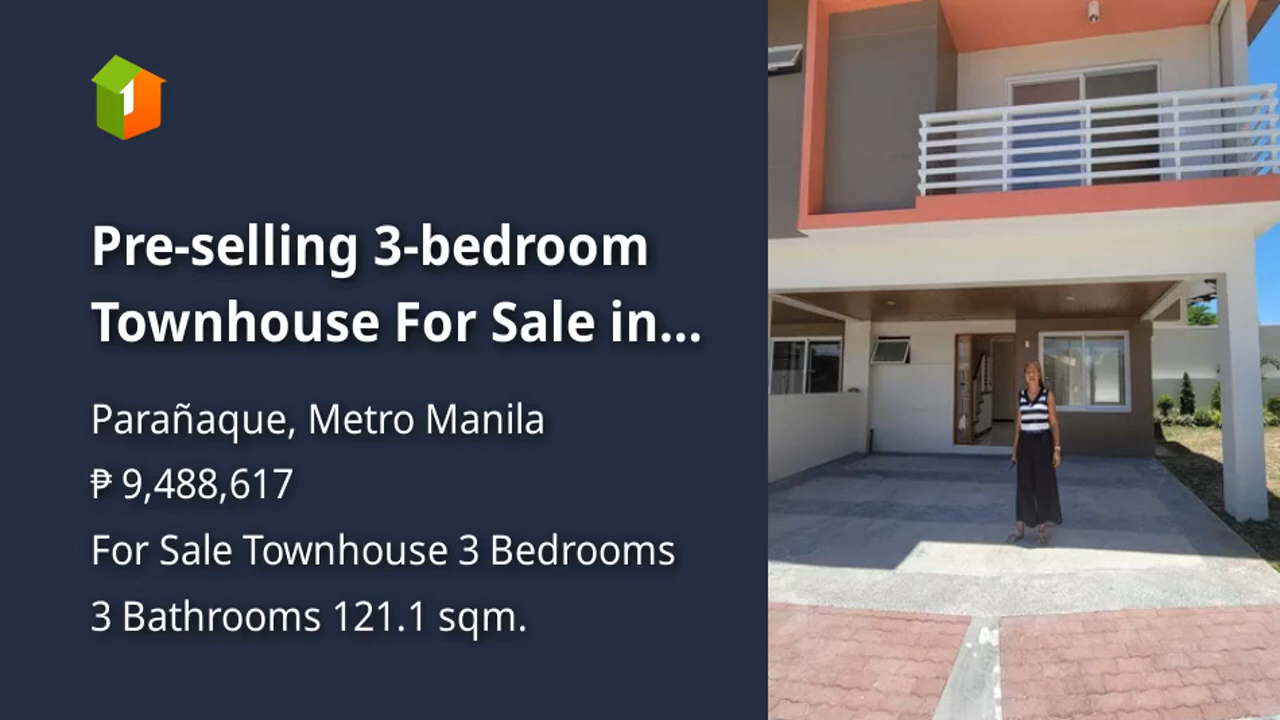 Pre-selling 3-bedroom
Townhouse For Sale in...
Parañaque, Metro Manila
₱ 9,488,617
For Sale Townhouse 3 Bedrooms
3 Bathrooms 121.1 sqm.